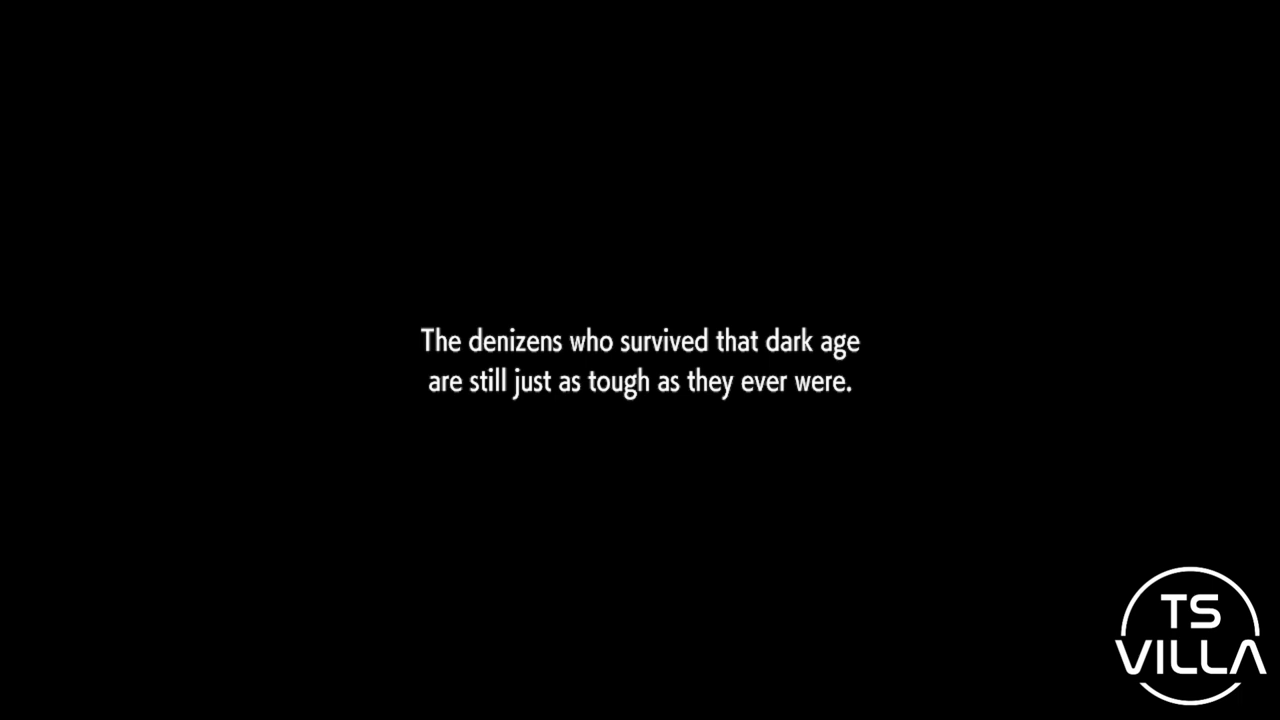 The denizens who survived that dark age
are still just as tough as they ever were.
TS
VILLA